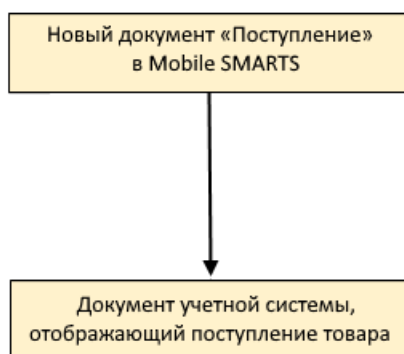 Новый документ «Поступление»
в Mobile SMARTS
Документ учетной системы,
отображающий поступление товара